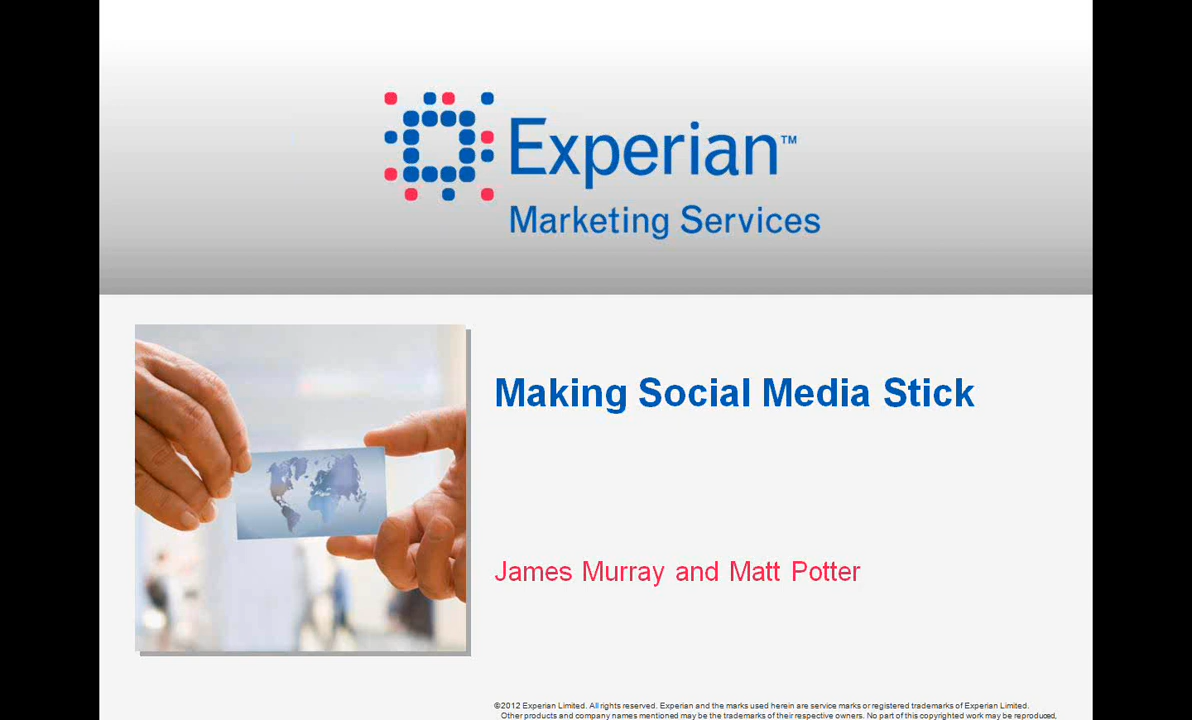 Experian™
Marketing Services
Making Social Media Stick
James Murray and Matt Potter
©2012 Experian Limited. All rights reserved. Experian and the marks used herein are service marks or registered trademarks of Experian Limited.
Other products and company names mentioned may be the trademarks of their respective owners. No part of this copyrighted work may be reproduced,